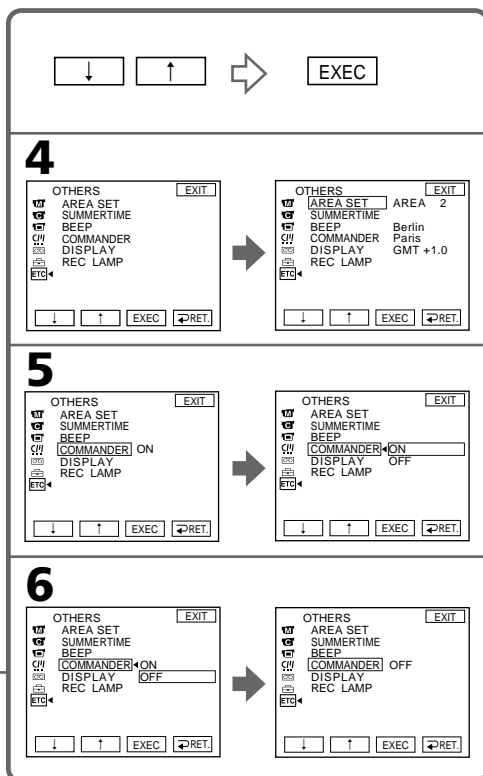 ↓ ↑ EXEC
4
OTHERS EXIT
AREA SET
SUMMERTIME
BEEP
COMMANDER
DISPLAY
REC LAMP
ETC
↓ ↑ EXEC RET.
OTHERS EXIT
AREA SET AREA 2
SUMMERTIME
BEEP Berlin
COMMANDER Paris
DISPLAY GMT +1.0
REC LAMP
ETC
↓ ↑ EXEC RET.
5
OTHERS EXIT
AREA SET
SUMMERTIME
BEEP
COMMANDER ON
DISPLAY
REC LAMP
ETC
↓ ↑ EXEC RET.
OTHERS EXIT
AREA SET
SUMMERTIME
BEEP
COMMANDER ON
DISPLAY OFF
REC LAMP
ETC
↓ ↑ EXEC RET.
6
OTHERS EXIT
AREA SET
SUMMERTIME
BEEP
COMMANDER ON
DISPLAY OFF
REC LAMP
ETC
↓ ↑ EXEC RET.
OTHERS EXIT
AREA SET
SUMMERTIME
BEEP
COMMANDER OFF
DISPLAY
REC LAMP
ETC
↓ ↑ EXEC RET.